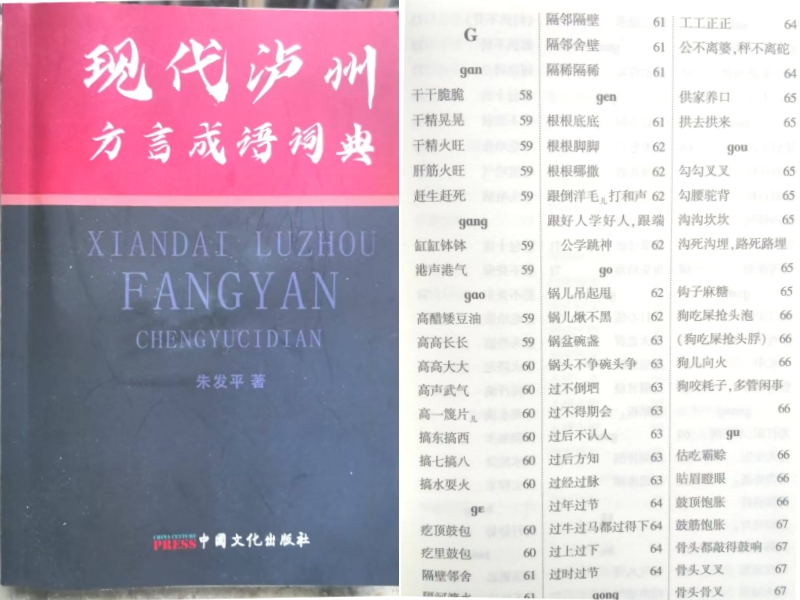 现代泸州
方言成语词典
XIANDAI LUZHOU
FANGYAN
CHENGYUCIDIAN
朱发平 著
CHINA CULTURE
PRESS 中國文化出版社
G
gan
干干脆脆 58
干精晃晃 59
干精火旺 59
肝筋火旺 59
赶生赶死 59
gang
缸缸钵钵 59
港声港气 59
gao
高醋矮豆油 59
高高长长 59
高高大大 60
高声武气 60
高一篾片儿 60
搞东搞西 60
搞七搞八 60
搞水耍火 60
gɛ
疙顶鼓包 60
疙里鼓包 60
隔壁邻舍 61
隔邻隔壁 61
隔邻舍壁 61
隔稀隔稀 61
gen
根根底底 61
根根脚脚 62
根根哪撒 62
跟倒洋毛儿打和声 62
跟好人学好人,跟端
公学跳神 62
go
锅儿吊起甩 62
锅儿燉不黑 62
锅盆碗盏 63
锅头不争碗头争 63
过不倒垇 63
过不得期会 63
过后不认人 63
过后方知 63
过经过脉 63
过年过节 64
过牛过马都过得下 64
过上过下 64
过时过节 64
gong
工工正正 64
公不离婆,秤不离砣
64
供家养口 65
拱去拱来 65
gou
勾勾叉叉 65
勾腰驼背 65
沟沟坎坎 65
沟死沟埋,路死路埋
65
钩子麻糖 65
狗吃屎抢头泡 66
(狗吃屎抢头脬) 66
狗儿向火 66
狗咬耗子,多管闲事
66
gu
估吃霸赊 66
鼓眉瞪眼 66
鼓顶饱胀 66
鼓筋饱胀 67
骨头都敲得鼓响 67
骨头叉叉 67
骨头骨叉 67